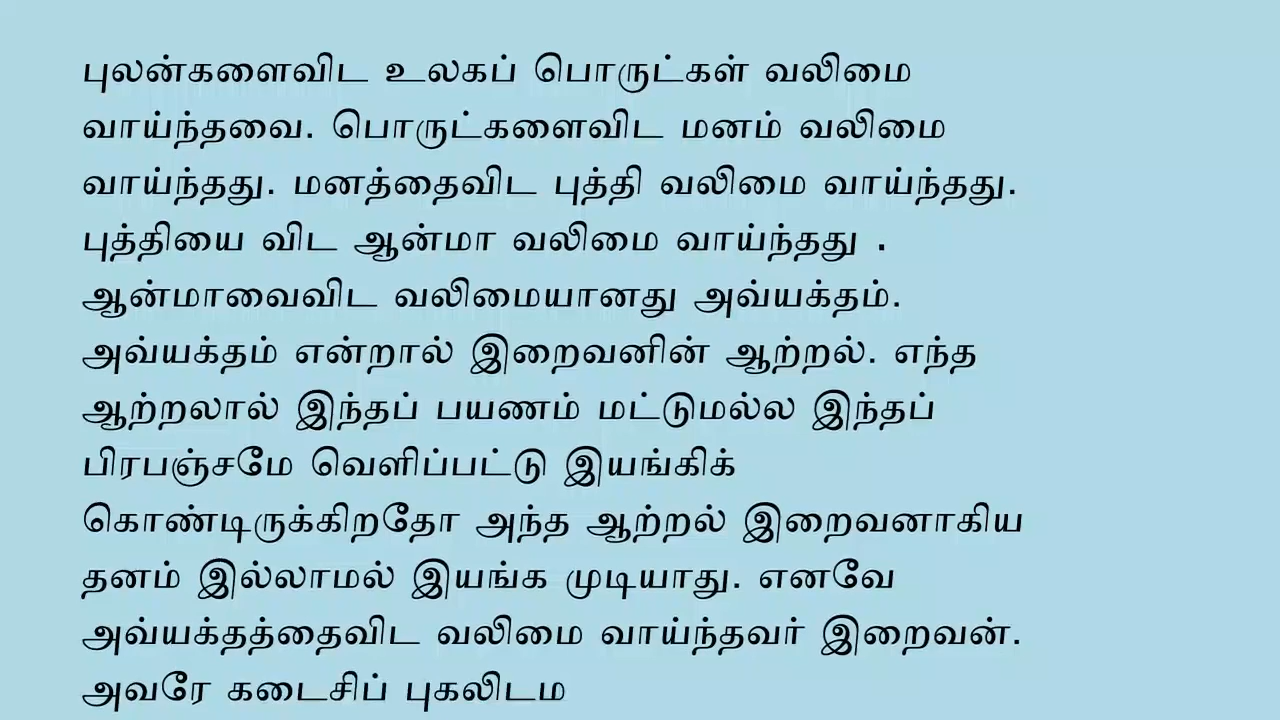 புலன்களைவிட உலகப் பொருட்கள் வலிமை
வாய்ந்தவை. பொருட்களைவிட மனம் வலிமை
வாய்ந்தது. மனத்தைவிட புத்தி வலிமை வாய்ந்தது.
புத்தியை விட ஆன்மா வலிமை வாய்ந்தது .
ஆன்மாவைவிட வலிமையானது அவ்யக்தம்.
அவ்யக்தம் என்றால் இறைவனின் ஆற்றல். எந்த
ஆற்றலால் இந்தப் பயணம் மட்டுமல்ல இந்தப்
பிரபஞ்சமே வெளிப்பட்டு இயங்கிக்
கொண்டிருக்கிறதோ அந்த ஆற்றல் இறைவனாகிய
தனம் இல்லாமல் இயங்க முடியாது. எனவே
அவ்யக்தத்தைவிட வலிமை வாய்ந்தவர் இறைவன்.
அவரே கடைசிப் புகலிடம